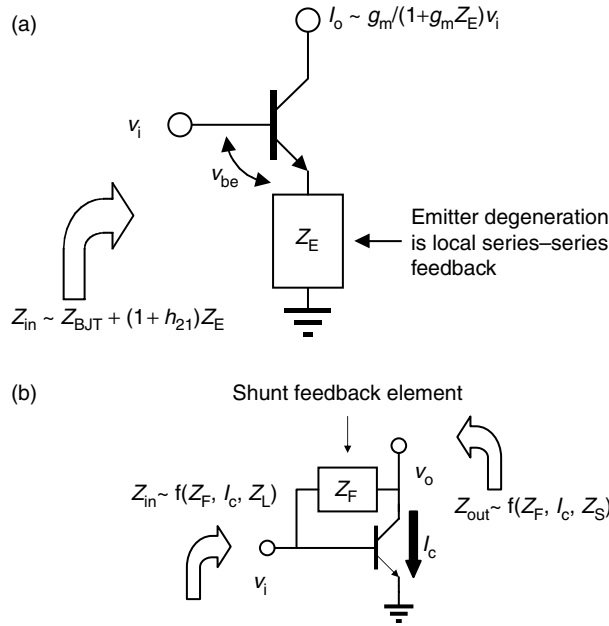 (a)
I_o ~ g_m/(1+g_mZ_E)v_i
v_i
v_be
Z_E
Emitter degeneration
is local series–series
feedback
Z_in ~ Z_BJT + (1 + h_21)Z_E
(b)
Shunt feedback element
Z_in~ f(Z_F, I_c, Z_L)
Z_F
v_o
Z_out~ f(Z_F, I_c, Z_S)
I_c
v_i